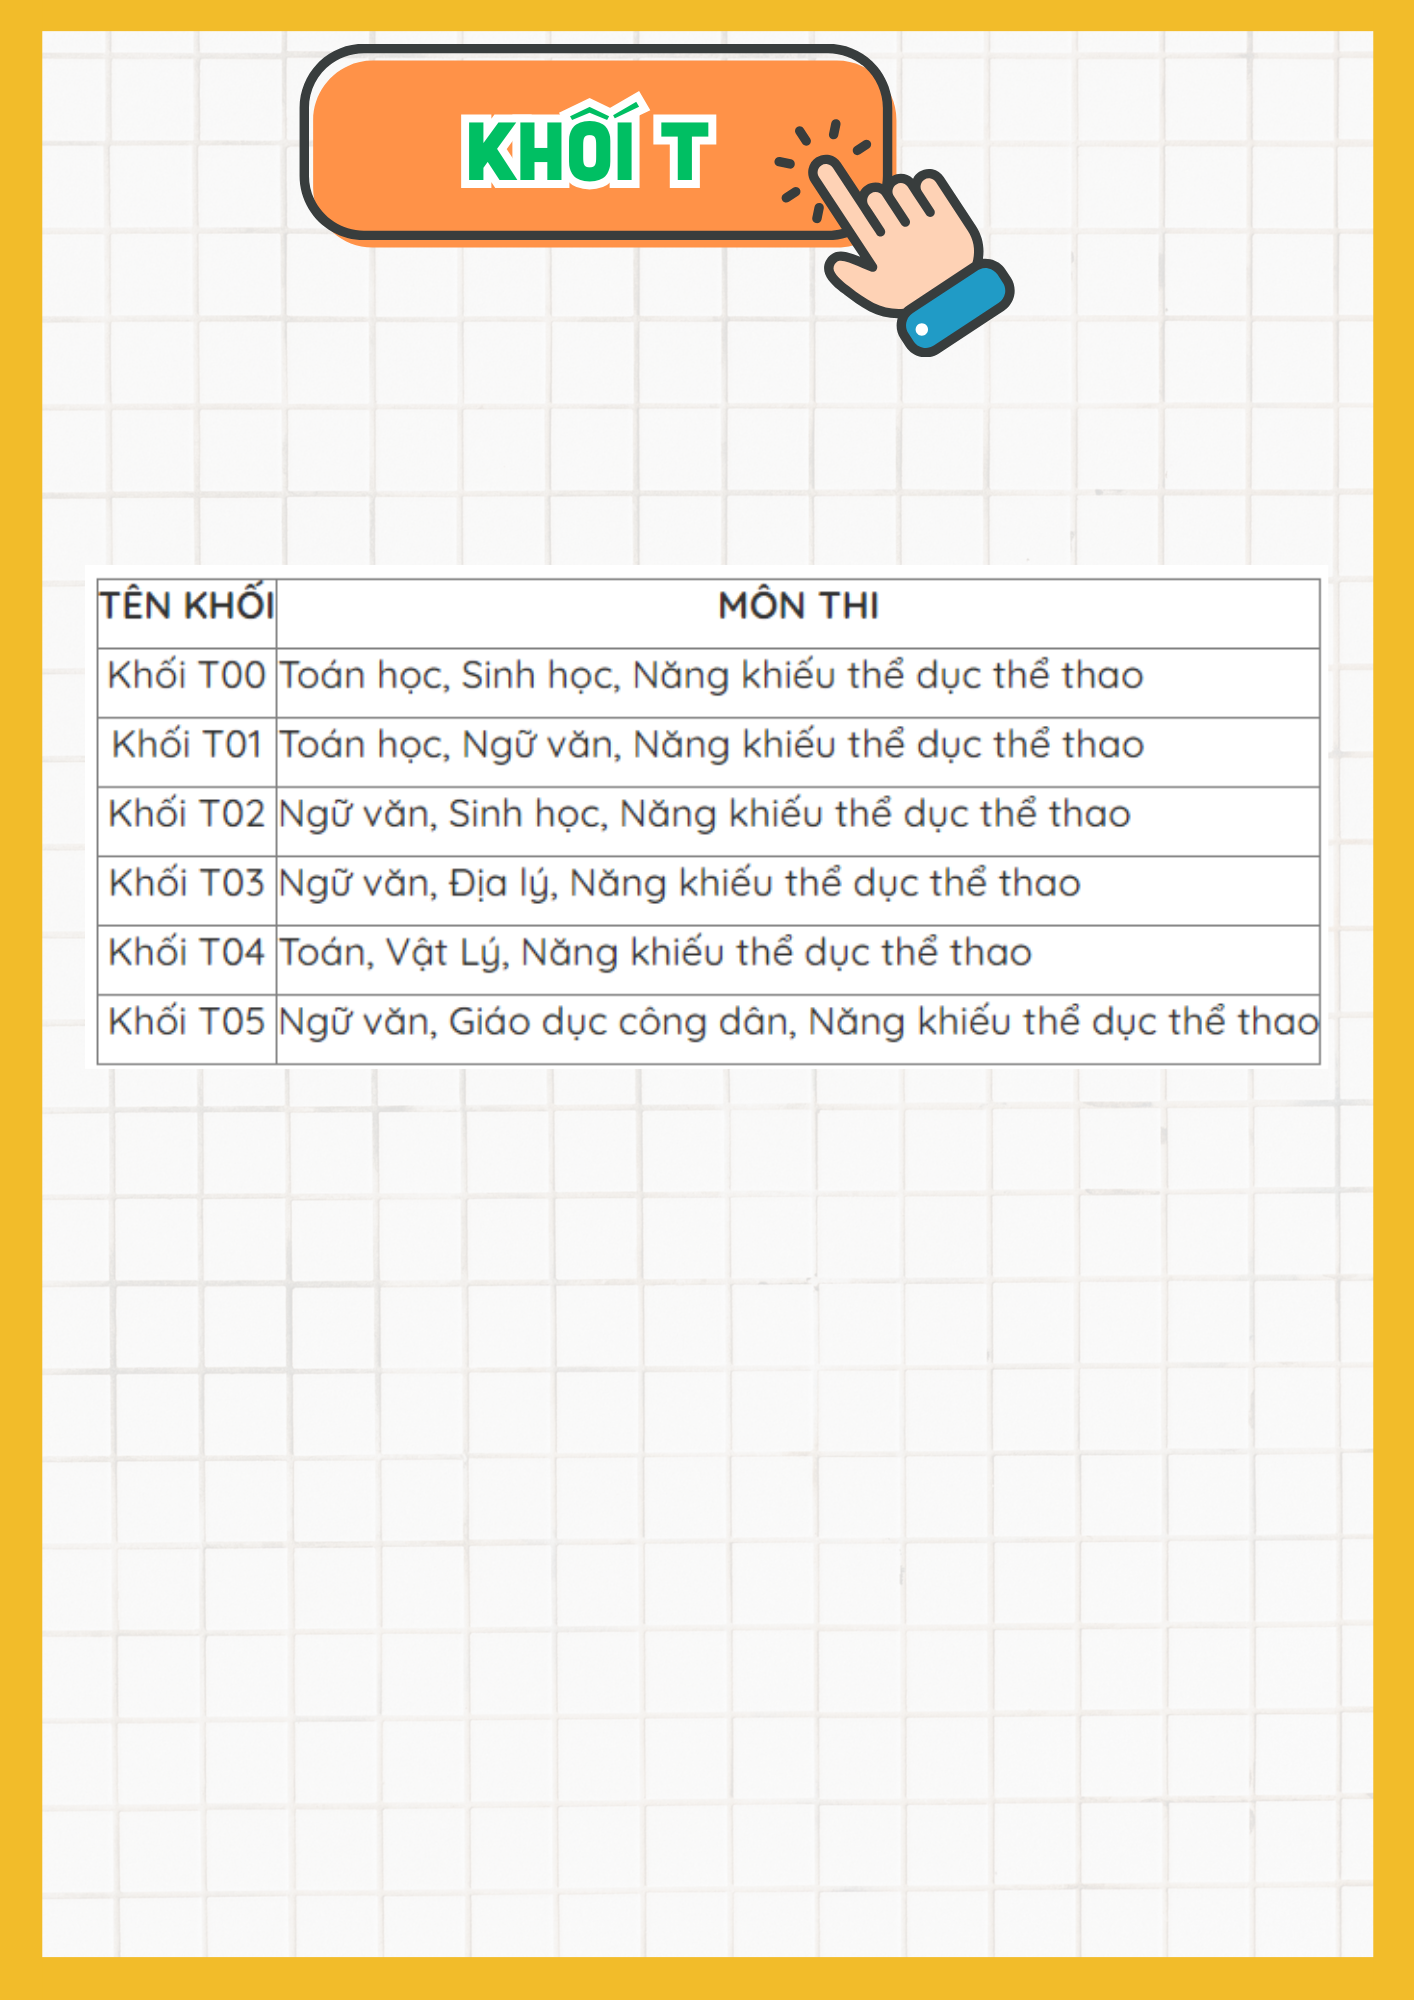 KHỐI T
TÊN KHỐI MÔN THI
Khối T00 Toán học, Sinh học, Năng khiếu thể dục thể thao
Khối T01 Toán học, Ngữ văn, Năng khiếu thể dục thể thao
Khối T02 Ngữ văn, Sinh học, Năng khiếu thể dục thể thao
Khối T03 Ngữ văn, Địa lý, Năng khiếu thể dục thể thao
Khối T04 Toán, Vật Lý, Năng khiếu thể dục thể thao
Khối T05 Ngữ văn, Giáo dục công dân, Năng khiếu thể dục thể thao